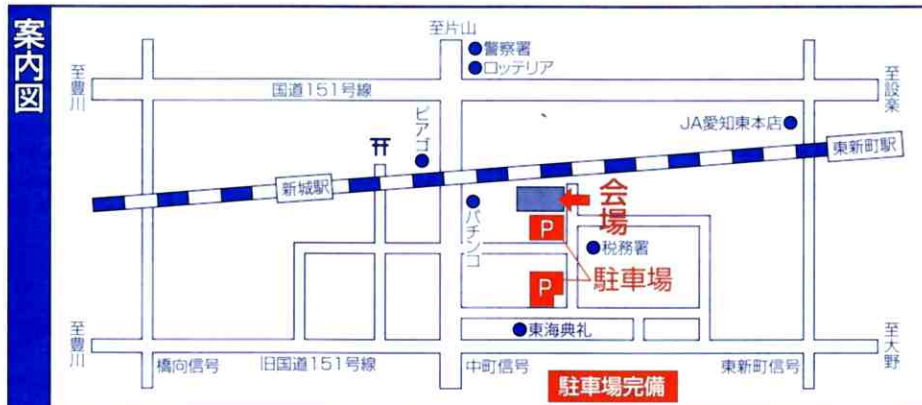 案内図
至片山
警察署
ロッテリア
至豊川
国道151号線
至設楽
ピアゴ
JA愛知東本店
東新町駅
新城駅
会場
パチンコ
P
税務署
駐車場
P
東海典礼
至豊川
橋向信号
旧国道151号線
中町信号
東新町信号
至大野
駐車場完備